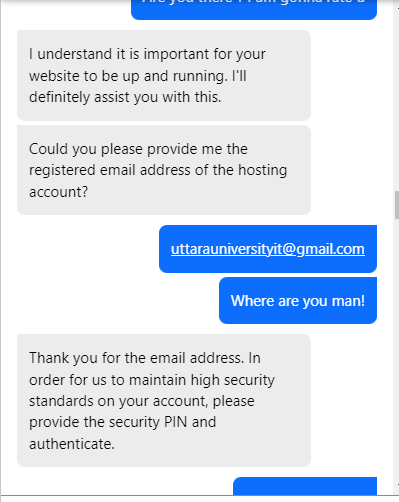 Are you there ? I am gonna rate u
I understand it is important for your
website to be up and running. I'll
definitely assist you with this.
Could you please provide me the
registered email address of the hosting
account?
uttarauniversityit@gmail.com
Where are you man!
Thank you for the email address. In
order for us to maintain high security
standards on your account, please
provide the security PIN and
authenticate.